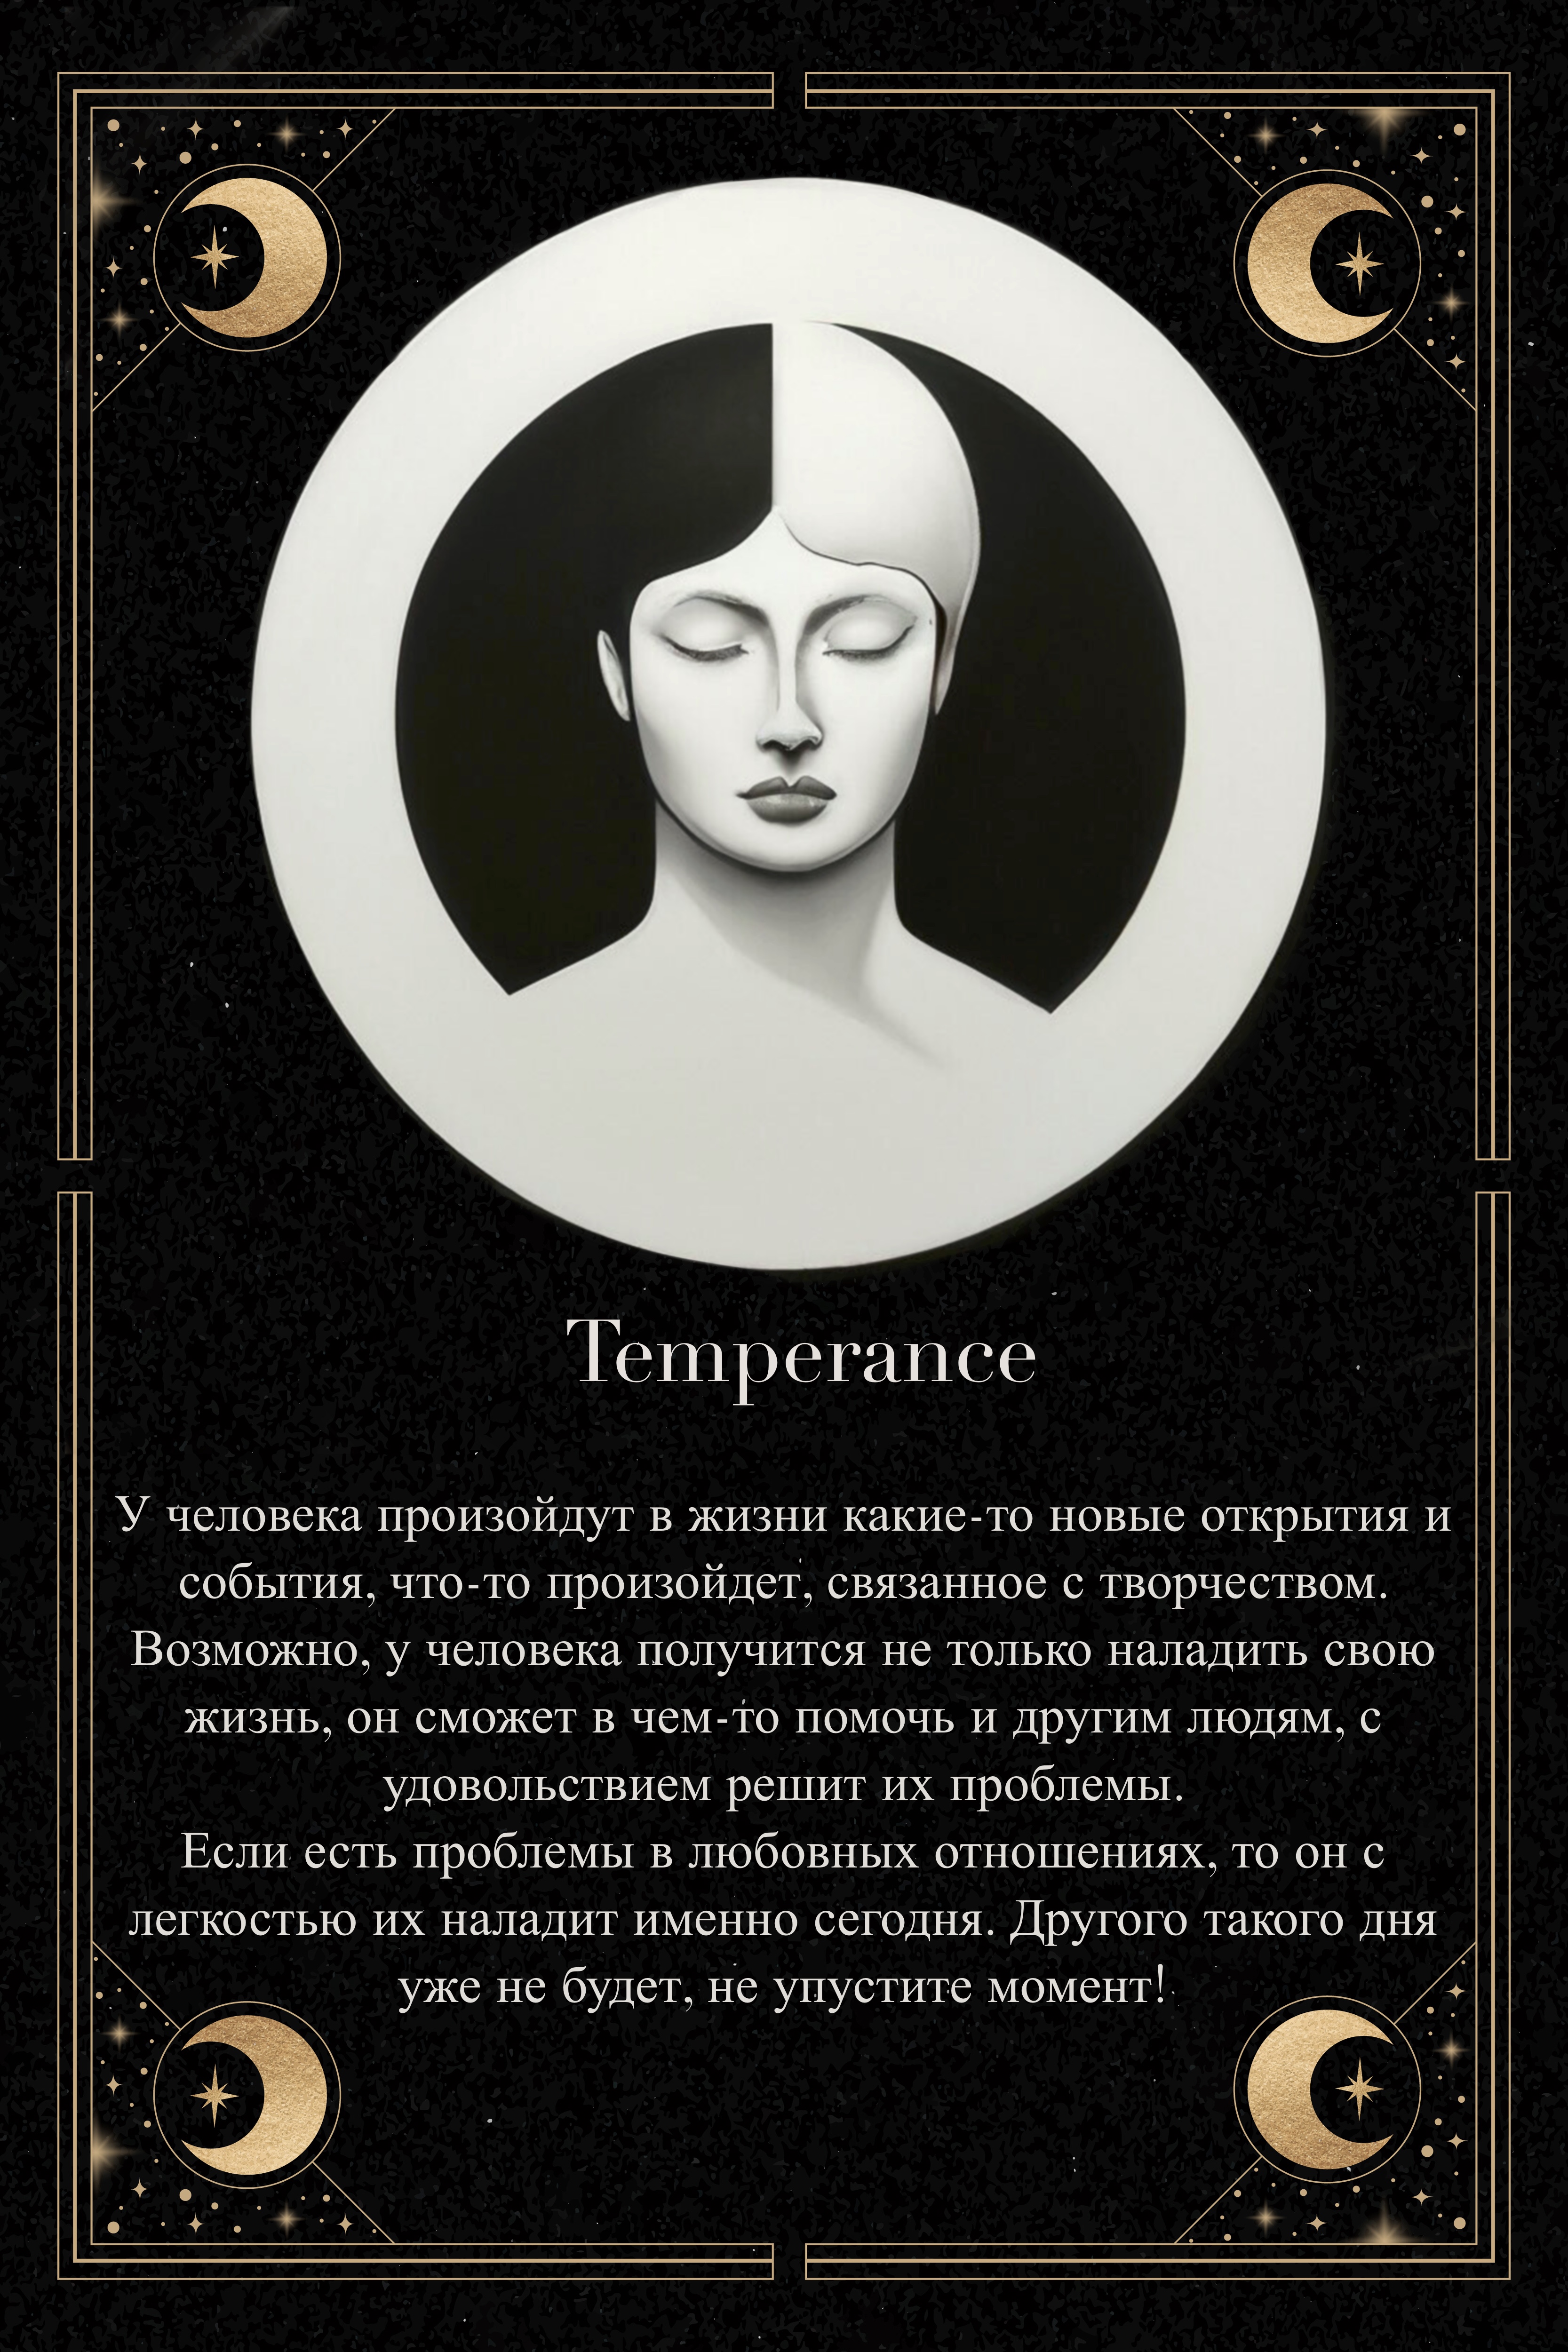 Temperance
У человека произойдут в жизни какие-то новые открытия и
события, что-то произойдет, связанное с творчеством.
Возможно, у человека получится не только наладить свою
жизнь, он сможет в чем-то помочь и другим людям, с
удовольствием решит их проблемы.
Если есть проблемы в любовных отношениях, то он с
легкостью их наладит именно сегодня. Другого такого дня
уже не будет, не упустите момент!